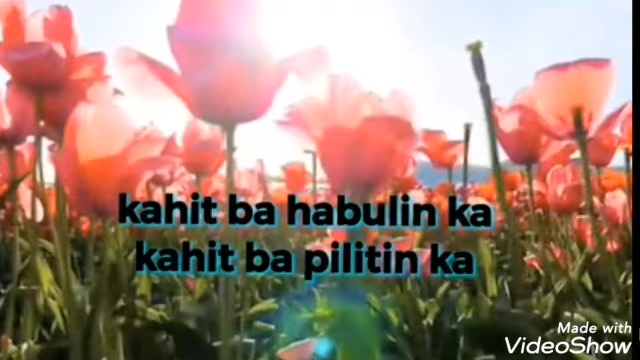 kahit ba habulin ka
kahit ba pilitin ka
Made with
VideoShow